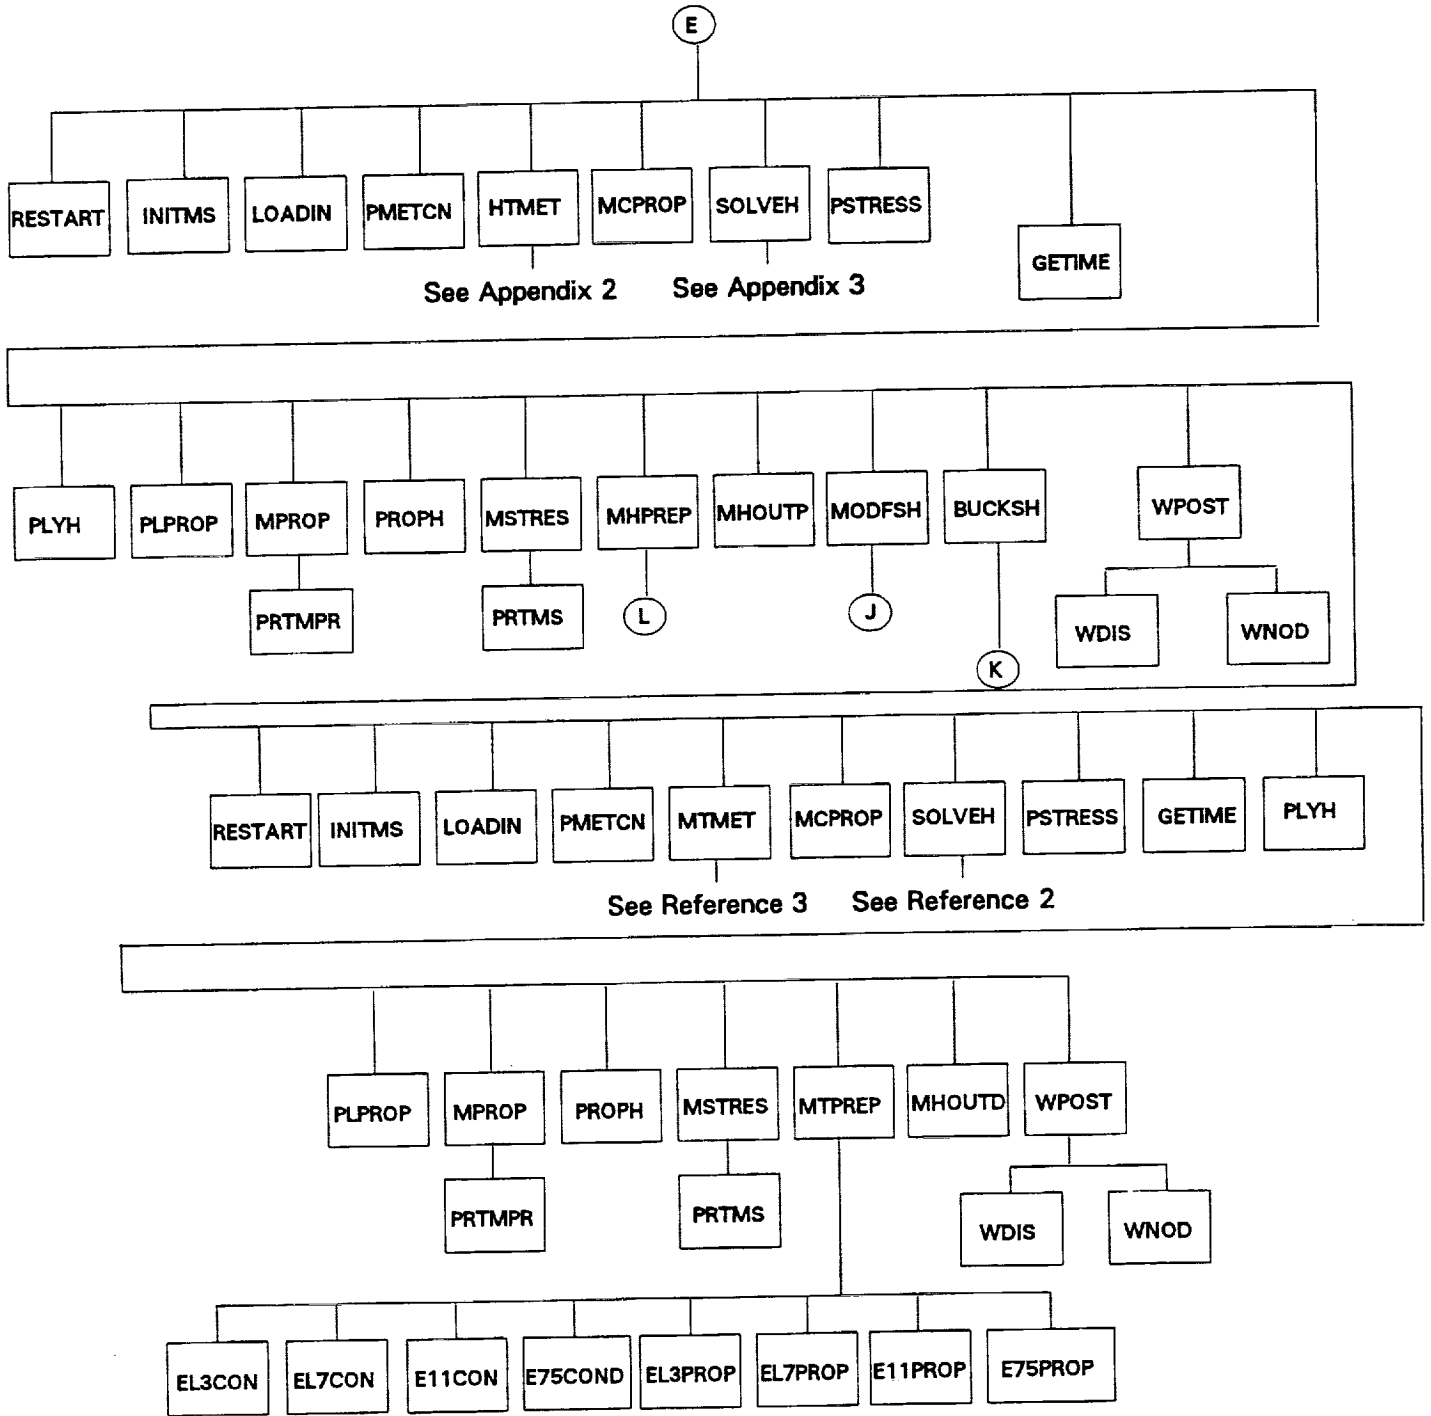 E
RESTART INITMS LOADIN PMETCN HTMET MCPROP SOLVEH PSTRESS GETIME
See Appendix 2 See Appendix 3
PLYH PLPROP MPROP PROPH MSTRES MHPREP MHOUTP MODFSH BUCKSH WPOST
PRTMPR PRTMS L J K WDIS WNOD
RESTART INITMS LOADIN PMETCN MTMET MCPROP SOLVEH PSTRESS GETIME PLYH
See Reference 3 See Reference 2
PLPROP MPROP PROPH MSTRES MTPREP MHOUTD WPOST
PRTMPR PRTMS WDIS WNOD
EL3CON EL7CON E11CON E75COND EL3PROP EL7PROP E11PROP E75PROP